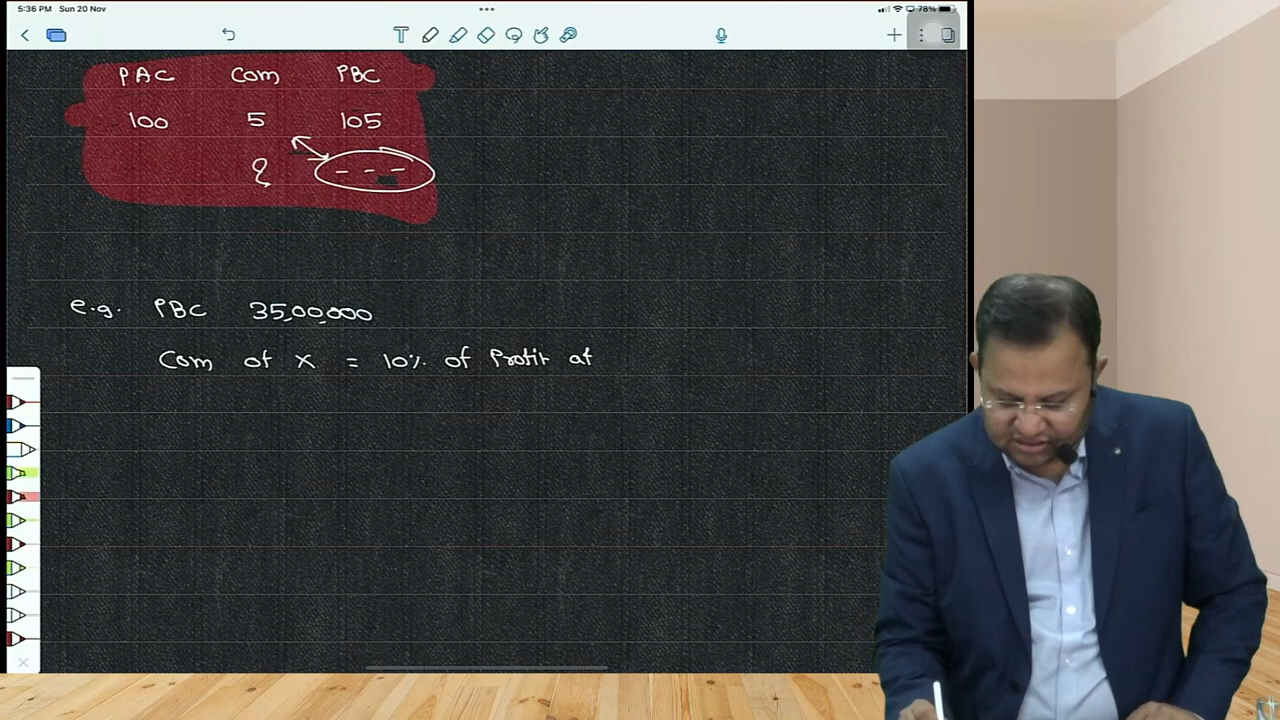 5:36 PM Sun 20 Nov
78%
PAC Com PBC
100 5 105
? - - -
e.g. PBC 35,00,000
Com of X = 10% of Profit at